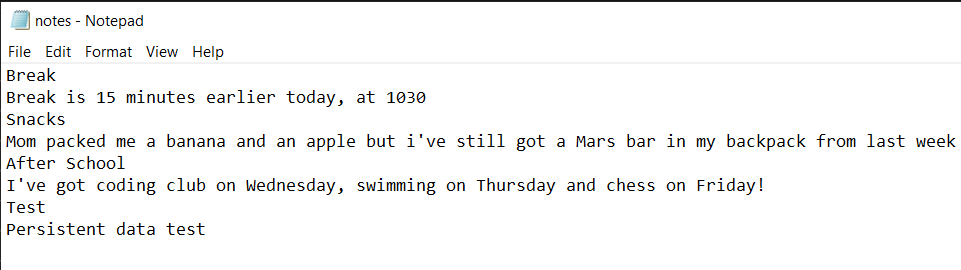 notes - Notepad
File Edit Format View Help
Break
Break is 15 minutes earlier today, at 1030
Snacks
Mom packed me a banana and an apple but i've still got a Mars bar in my backpack from last week
After School
I've got coding club on Wednesday, swimming on Thursday and chess on Friday!
Test
Persistent data test